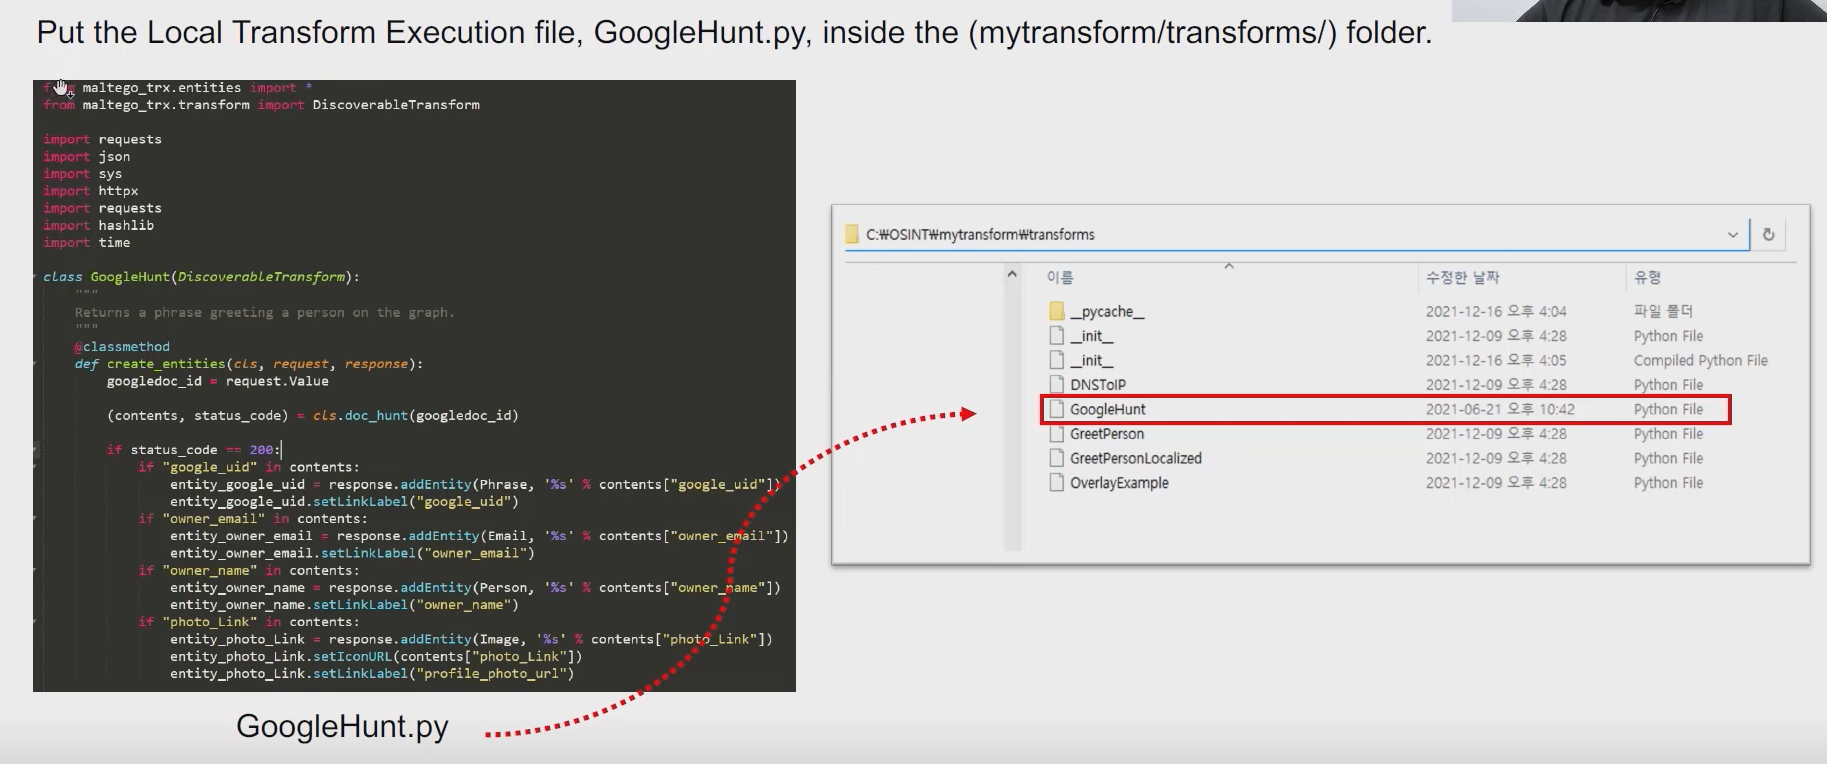 Put the Local Transform Execution file, GoogleHunt.py, inside the (mytransform/transforms/) folder.
from maltego_trx.entities import *
from maltego_trx.transform import DiscoverableTransform
import requests
import json
import sys
import httpx
import requests
import hashlib
import time
class GoogleHunt(DiscoverableTransform):
"""
Returns a phrase greeting a person on the graph.
"""
@classmethod
def create_entities(cls, request, response):
googledoc_id = request.Value
(contents, status_code) = cls.doc_hunt(googledoc_id)
if status_code == 200:
if "google_uid" in contents:
entity_google_uid = response.addEntity(Phrase, '%s' % contents["google_uid"])
entity_google_uid.setLinkLabel("google_uid")
if "owner_email" in contents:
entity_owner_email = response.addEntity(Email, '%s' % contents["owner_email"])
entity_owner_email.setLinkLabel("owner_email")
if "owner_name" in contents:
entity_owner_name = response.addEntity(Person, '%s' % contents["owner_name"])
entity_owner_name.setLinkLabel("owner_name")
if "photo_Link" in contents:
entity_photo_Link = response.addEntity(Image, '%s' % contents["photo_Link"])
entity_photo_Link.setIconURL(contents["photo_Link"])
entity_photo_Link.setLinkLabel("profile_photo_url")
GoogleHunt.py
C:₩OSINT₩mytransform₩transforms
이름 수정한 날짜 유형
__pycache__ 2021-12-16 오후 4:04 파일 폴더
__init__ 2021-12-09 오후 4:28 Python File
__init__ 2021-12-16 오후 4:05 Compiled Python File
DNSToIP 2021-12-09 오후 4:28 Python File
GoogleHunt 2021-06-21 오후 10:42 Python File
GreetPerson 2021-12-09 오후 4:28 Python File
GreetPersonLocalized 2021-12-09 오후 4:28 Python File
OverlayExample 2021-12-09 오후 4:28 Python File